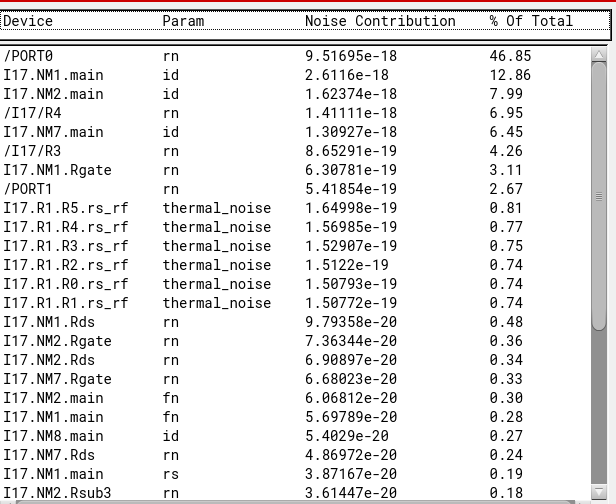 Device Param Noise Contribution % Of Total
/PORT0 rn 9.51695e-18 46.85
I17.NM1.main id 2.6116e-18 12.86
I17.NM2.main id 1.62374e-18 7.99
/I17/R4 rn 1.41111e-18 6.95
I17.NM7.main id 1.30927e-18 6.45
/I17/R3 rn 8.65291e-19 4.26
I17.NM1.Rgate rn 6.30781e-19 3.11
/PORT1 rn 5.41854e-19 2.67
I17.R1.R5.rs_rf thermal_noise 1.64998e-19 0.81
I17.R1.R4.rs_rf thermal_noise 1.56985e-19 0.77
I17.R1.R3.rs_rf thermal_noise 1.52907e-19 0.75
I17.R1.R2.rs_rf thermal_noise 1.5122e-19 0.74
I17.R1.R0.rs_rf thermal_noise 1.50793e-19 0.74
I17.R1.R1.rs_rf thermal_noise 1.50772e-19 0.74
I17.NM1.Rds rn 9.79358e-20 0.48
I17.NM2.Rgate rn 7.36344e-20 0.36
I17.NM2.Rds rn 6.90897e-20 0.34
I17.NM7.Rgate rn 6.68023e-20 0.33
I17.NM2.main fn 6.06812e-20 0.30
I17.NM1.main fn 5.69789e-20 0.28
I17.NM8.main id 5.4029e-20 0.27
I17.NM7.Rds rn 4.86972e-20 0.24
I17.NM1.main rs 3.87167e-20 0.19
I17.NM2.Rsub3 rn 3.61447e-20 0.18